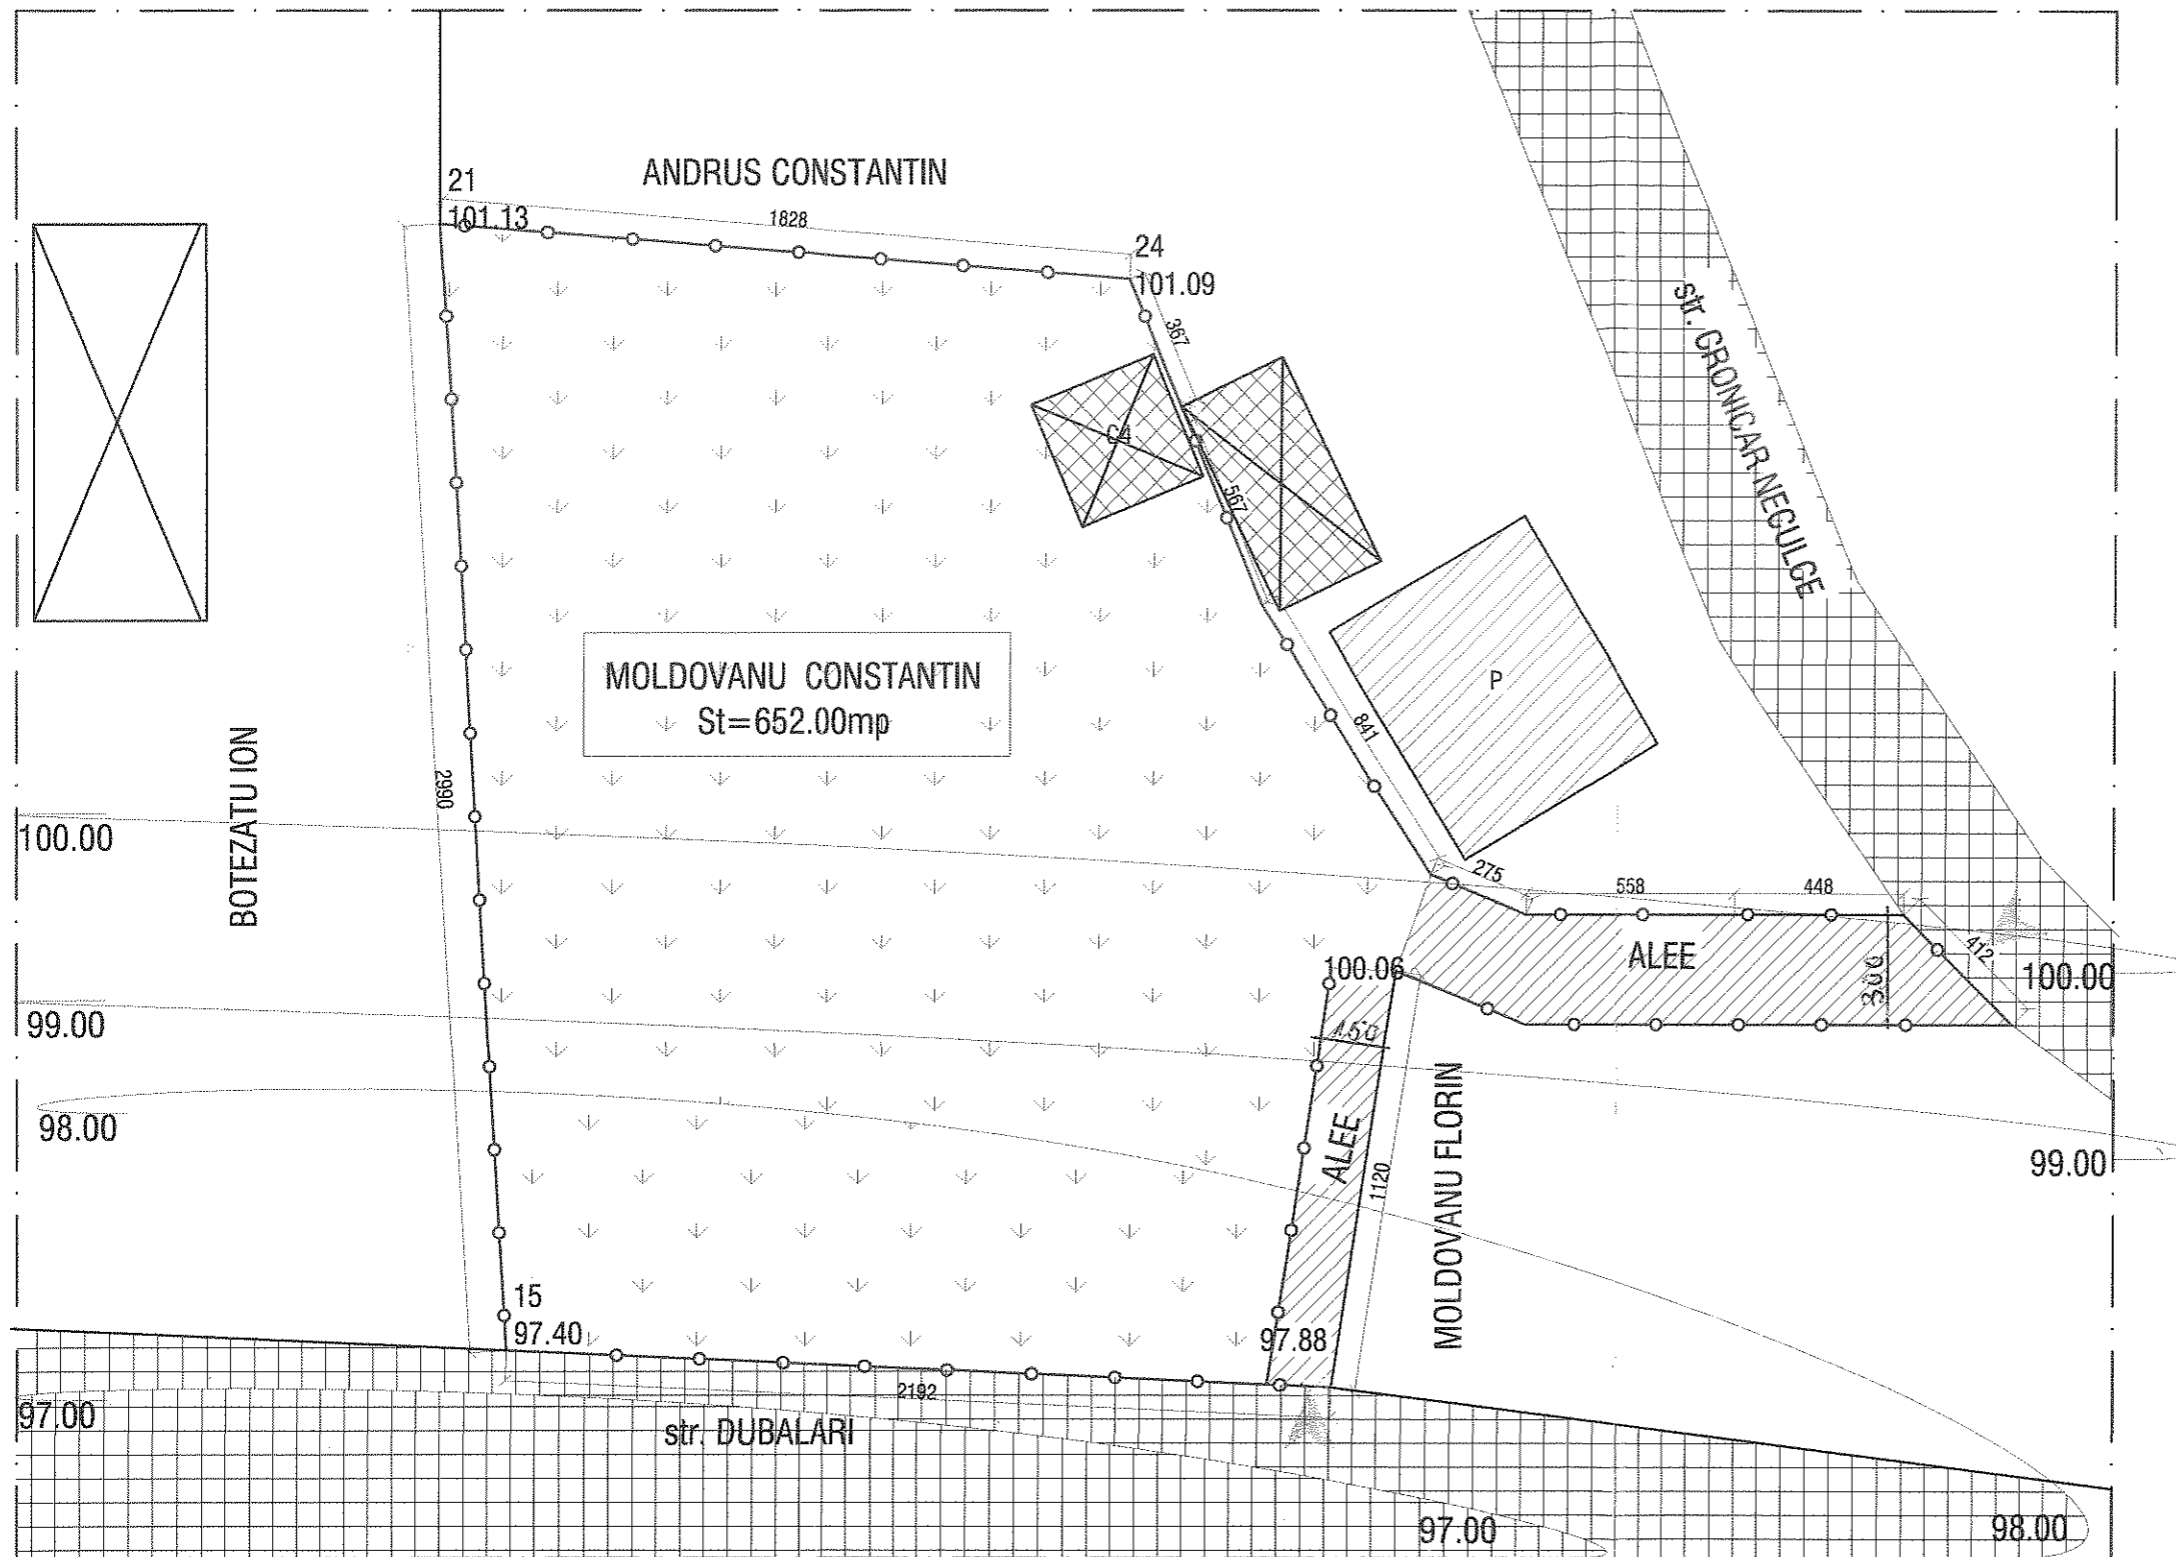 ANDRUS CONSTANTIN
21
101.13
1828
24
101.09
367
str. CRONICAR NECULCE
C4
567
MOLDOVANU CONSTANTIN
St=652.00mp
P
841
2990
BOTEZATU ION
100.00
275
558
448
ALEE
300
412
100.00
100.06
99.00
450
98.00
ALEE
1120
MOLDOVANU FLORIN
99.00
15
97.40
97.88
2192
97.00
str. DUBALARI
97.00
98.00